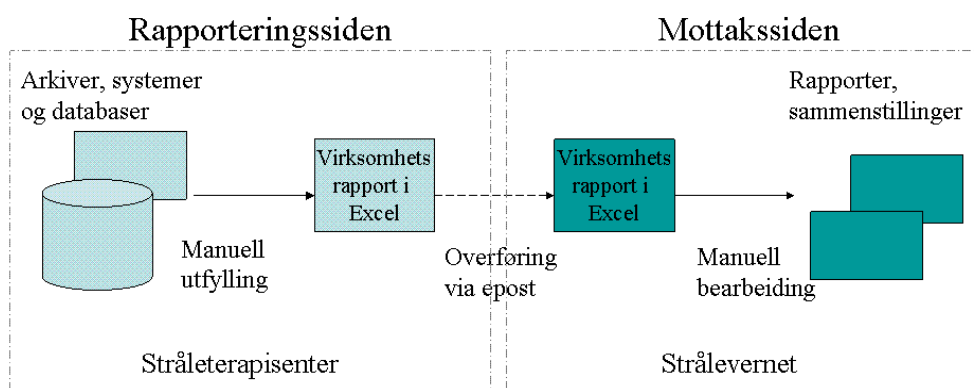 Rapporteringssiden
Mottakssiden
Arkiver, systemer
og databaser
Virksomhets
rapport i
Excel
Manuell
utfylling
Overføring
via epost
Virksomhets
rapport i
Excel
Manuell
bearbeiding
Rapporter,
sammenstillinger
Stråleterapisenter
Strålevernet